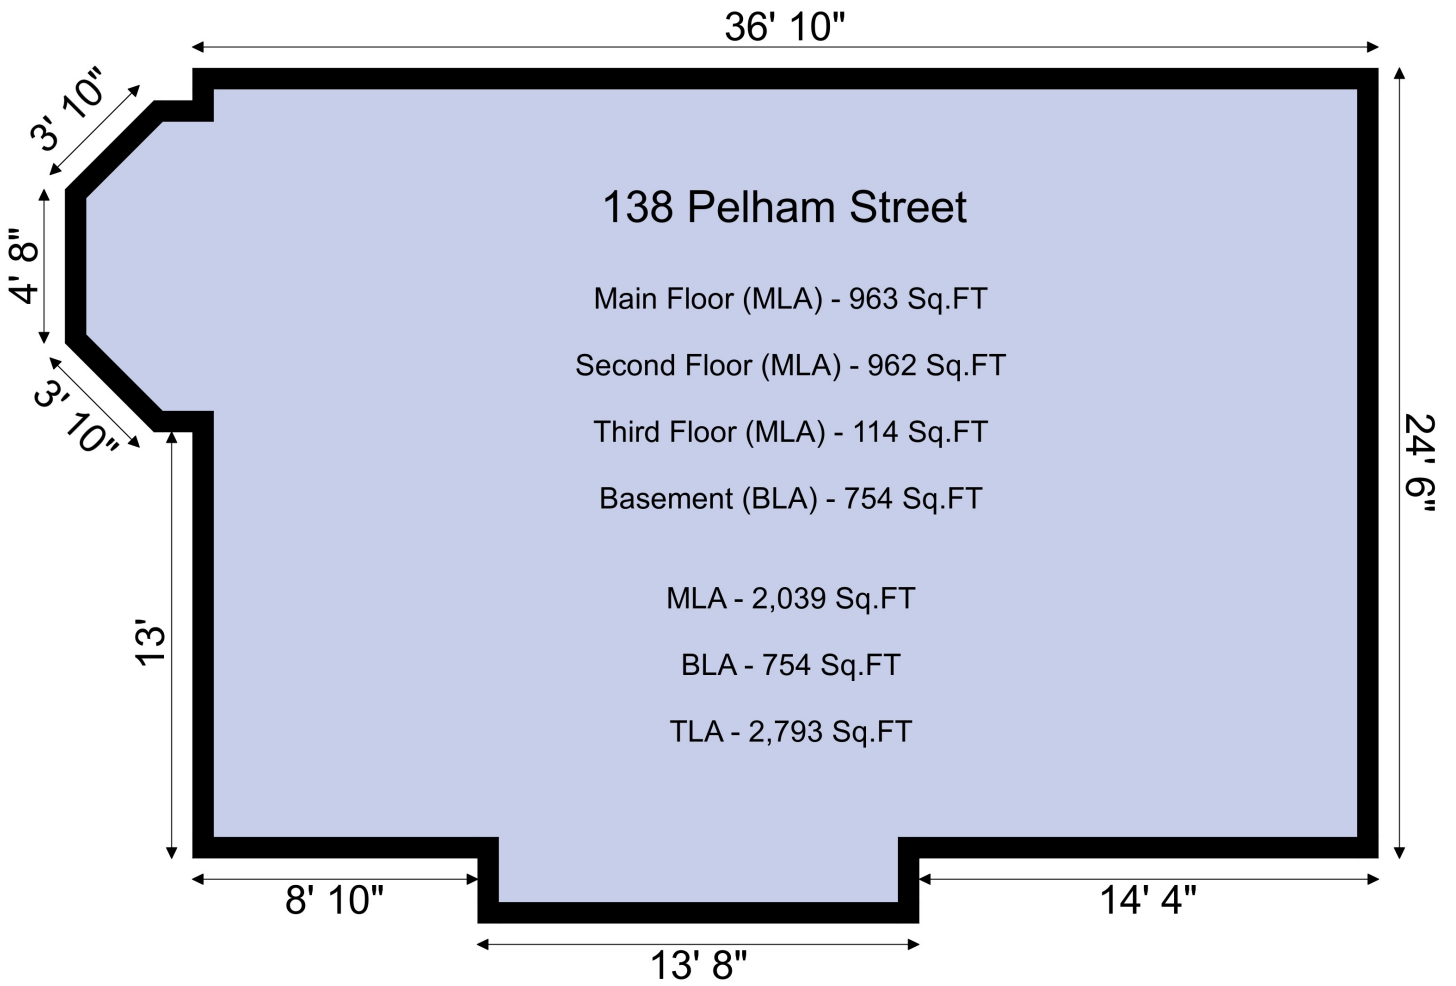 36' 10"
3' 10"
4' 8"
3' 10"
138 Pelham Street
Main Floor (MLA) - 963 Sq.FT
Second Floor (MLA) - 962 Sq.FT
Third Floor (MLA) - 114 Sq.FT
Basement (BLA) - 754 Sq.FT
24' 6"
MLA - 2,039 Sq.FT
13'
BLA - 754 Sq.FT
TLA - 2,793 Sq.FT
8' 10"
14' 4"
13' 8"